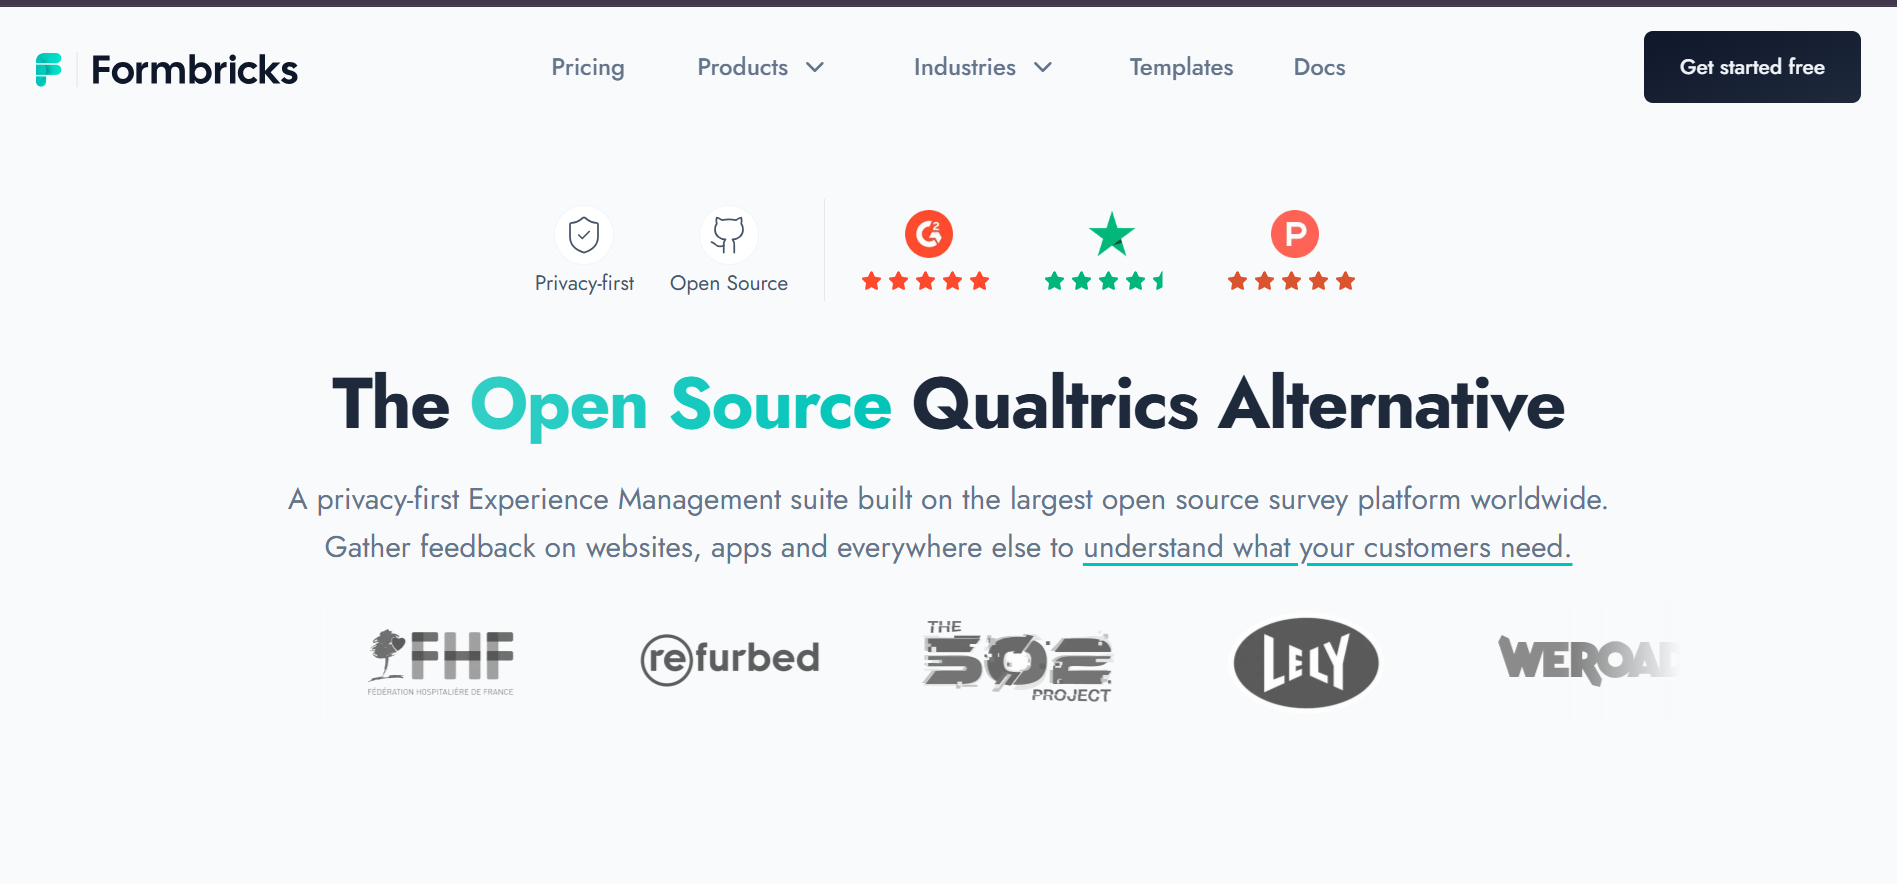 Formbricks
Pricing
Products
Industries
Templates
Docs
Get started free
Privacy-first
Open Source
The Open Source Qualtrics Alternative
A privacy-first Experience Management suite built on the largest open source survey platform worldwide.
Gather feedback on websites, apps and everywhere else to understand what your customers need.
FHF
FÉDÉRATION HOSPITALIÈRE DE FRANCE
refurbed
THE
502
PROJECT
LELY
WEROAD